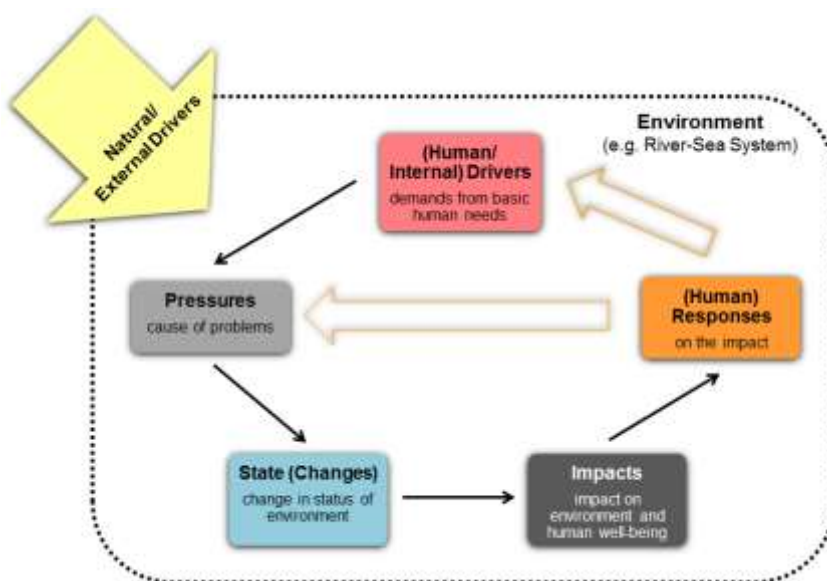 Natural/
External Drivers
Environment
(e.g. River-Sea System)
(Human/
Internal) Drivers
demands from basic
human needs
Pressures
cause of problems
(Human)
Responses
on the impact
State (Changes)
change in status of
environment
Impacts
impact on
environment and
human well-being